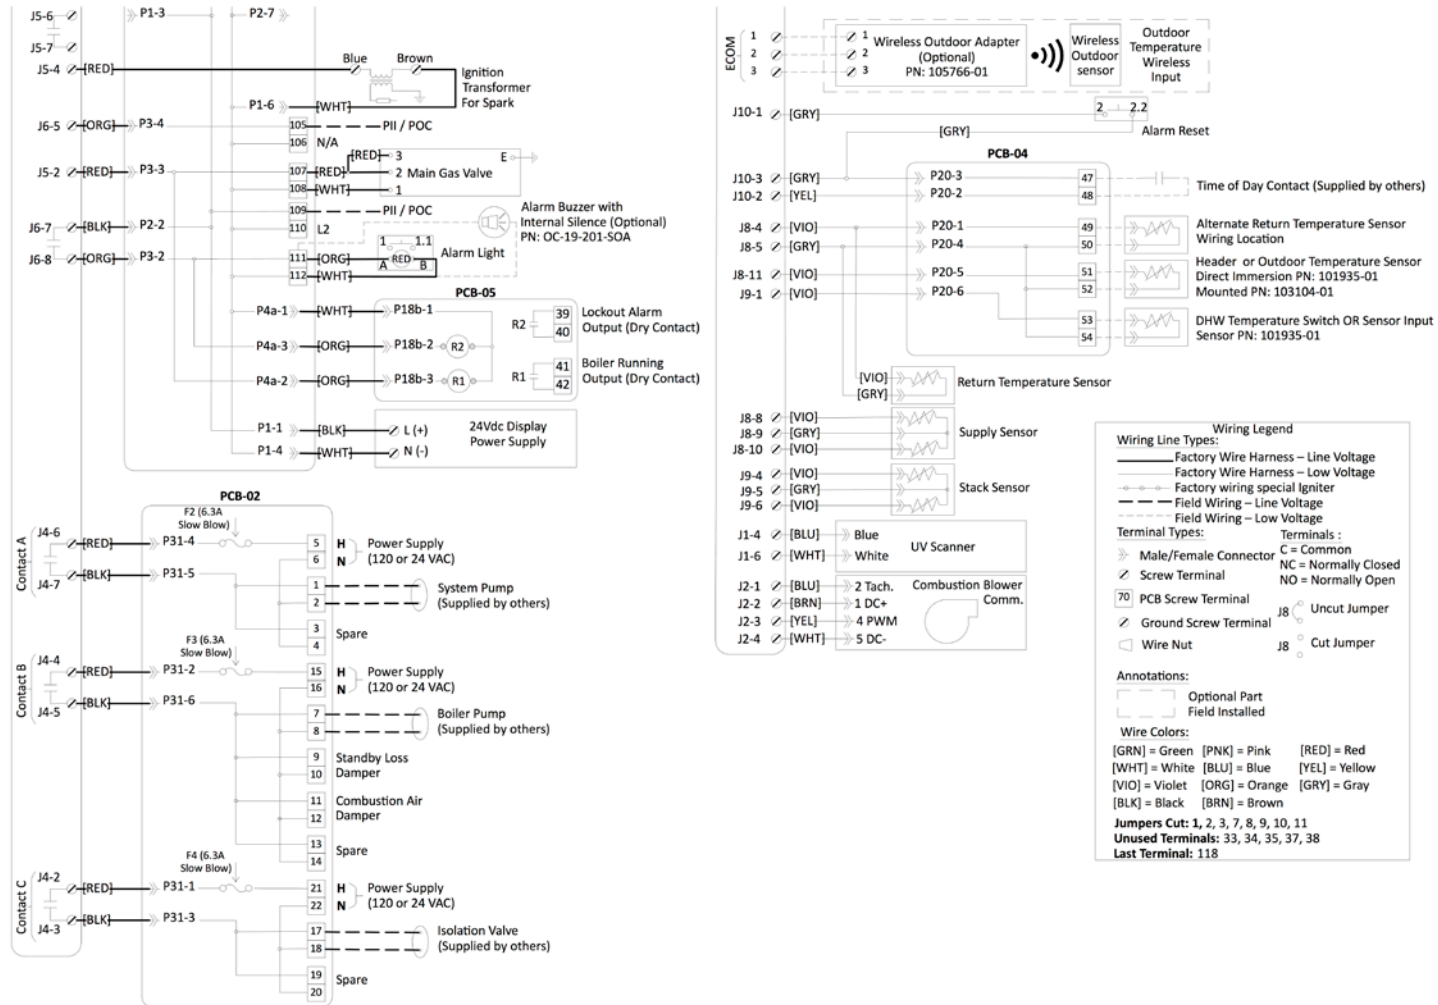 J5-6
P1-3
P2-7
J5-7
J5-4
[RED]
Blue
Brown
Ignition
Transformer
For Spark
P1-6
[WHT]
J6-5
[ORG]
P3-4
105
PII / POC
106
N/A
[RED]
3
E
J5-2
[RED]
P3-3
107
[RED]
2
Main Gas Valve
108
[WHT]
1
109
PII / POC
J6-7
[BLK]
P2-2
110
L2
Alarm Buzzer with
Internal Silence (Optional)
PN: OC-19-201-SOA
J6-8
[ORG]
P3-2
111
[ORG]
1
1.1
A
RED
B
Alarm Light
112
[WHT]
PCB-05
P4a-1
[WHT]
P18b-1
39
Lockout Alarm
R2
40
Output (Dry Contact)
P4a-3
[ORG]
P18b-2
R2
41
Boiler Running
R1
42
Output (Dry Contact)
P4a-2
[ORG]
P18b-3
R1
P1-1
[BLK]
L (+)
24Vdc Display
Power Supply
P1-4
[WHT]
N (-)
PCB-02
F2 (6.3A
Slow Blow)
Contact A
J4-6
[RED]
P31-4
5
H
Power Supply
6
N
(120 or 24 VAC)
J4-7
[BLK]
P31-5
1
System Pump
2
(Supplied by others)
3
Spare
4
F3 (6.3A
Slow Blow)
Contact B
J4-4
[RED]
P31-2
15
H
Power Supply
16
N
(120 or 24 VAC)
J4-5
[BLK]
P31-6
7
Boiler Pump
8
(Supplied by others)
9
Standby Loss
10
Damper
11
Combustion Air
12
Damper
13
Spare
14
F4 (6.3A
Slow Blow)
Contact C
J4-2
[RED]
P31-1
21
H
Power Supply
22
N
(120 or 24 VAC)
J4-3
[BLK]
P31-3
17
Isolation Valve
18
(Supplied by others)
19
Spare
20
ECOM
1
2
3
1
2
3
Wireless Outdoor Adapter
(Optional)
PN: 105766-01
Wireless
Outdoor
sensor
Outdoor
Temperature
Wireless
Input
J10-1
[GRY]
2
2.2
Alarm Reset
[GRY]
PCB-04
J10-3
[GRY]
P20-3
47
J10-2
[YEL]
P20-2
48
Time of Day Contact (Supplied by others)
J8-4
[VIO]
P20-1
49
Alternate Return Temperature Sensor
J8-5
[GRY]
P20-4
50
Wiring Location
J8-11
[VIO]
P20-5
51
Header or Outdoor Temperature Sensor
Direct Immersion PN: 101935-01
J9-1
[VIO]
P20-6
52
Mounted PN: 103104-01
53
DHW Temperature Switch OR Sensor Input
54
Sensor PN: 101935-01
[VIO]
[GRY]
Return Temperature Sensor
J8-8
[VIO]
J8-9
[GRY]
Supply Sensor
J8-10
[VIO]
J9-4
[VIO]
J9-5
[GRY]
Stack Sensor
J9-6
[VIO]
J1-4
[BLU]
Blue
UV Scanner
J1-6
[WHT]
White
J2-1
[BLU]
2 Tach.
Combustion Blower
Comm.
J2-2
[BRN]
1 DC+
J2-3
[YEL]
4 PWM
J2-4
[WHT]
5 DC-
Wiring Legend
Wiring Line Types:
Factory Wire Harness – Line Voltage
Factory Wire Harness – Low Voltage
Factory wiring special Igniter
Field Wiring – Line Voltage
Field Wiring – Low Voltage
Terminal Types:
Male/Female Connector
Screw Terminal
70
PCB Screw Terminal
Ground Screw Terminal
Wire Nut
Terminals :
C = Common
NC = Normally Closed
NO = Normally Open
J8
Uncut Jumper
J8
Cut Jumper
Annotations:
Optional Part
Field Installed
Wire Colors:
[GRN] = Green [PNK] = Pink [RED] = Red
[WHT] = White [BLU] = Blue [YEL] = Yellow
[VIO] = Violet [ORG] = Orange [GRY] = Gray
[BLK] = Black [BRN] = Brown
Jumpers Cut: 1, 2, 3, 7, 8, 9, 10, 11
Unused Terminals: 33, 34, 35, 37, 38
Last Terminal: 118